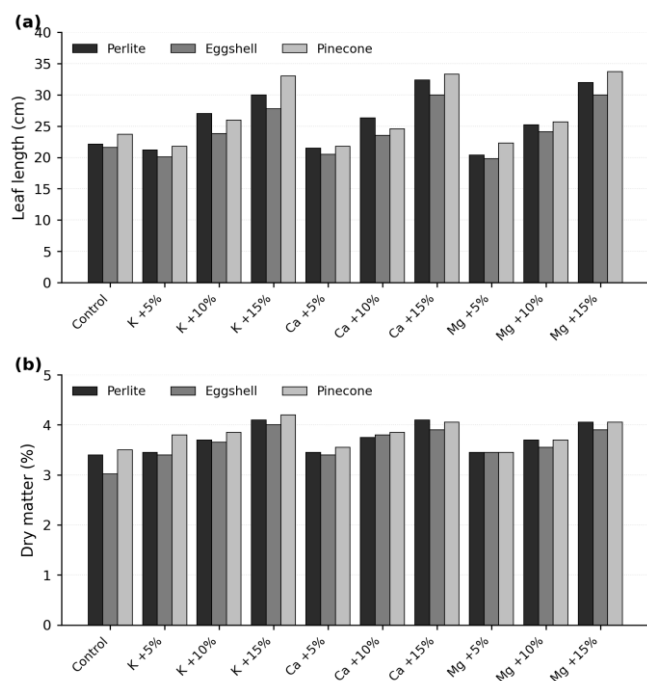 (a)
40
35
30
25
20
15
10
5
0
Leaf length (cm)
Perlite Eggshell Pinecone
Control K +5% K +10% K +15% Ca +5% Ca +10% Ca +15% Mg +5% Mg +10% Mg +15%
(b)
5
4
3
2
1
0
Dry matter (%)
Perlite Eggshell Pinecone
Control K +5% K +10% K +15% Ca +5% Ca +10% Ca +15% Mg +5% Mg +10% Mg +15%